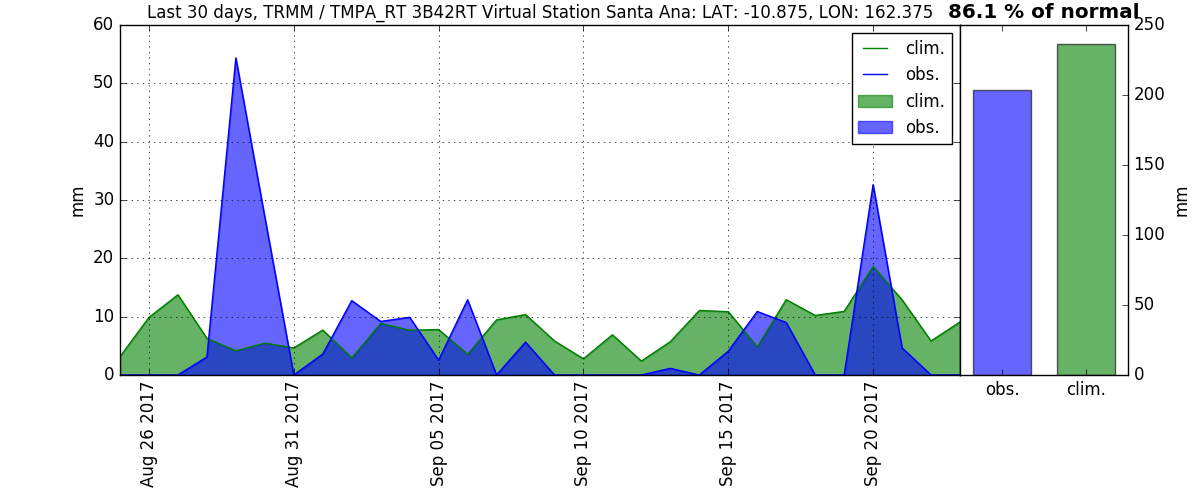 Last 30 days, TRMM / TMPA_RT 3B42RT Virtual Station Santa Ana: LAT: -10.875, LON: 162.375
86.1 % of normal
60
50
40
30
20
10
0
mm
clim.
obs.
clim.
obs.
Aug 26 2017
Aug 31 2017
Sep 05 2017
Sep 10 2017
Sep 15 2017
Sep 20 2017
250
200
150
100
50
0
mm
obs.
clim.